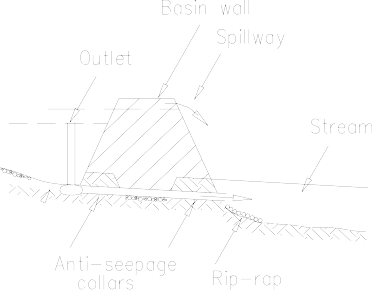 Basin wall
Spillway
Outlet
Stream
Anti-seepage
collars
Rip-rap